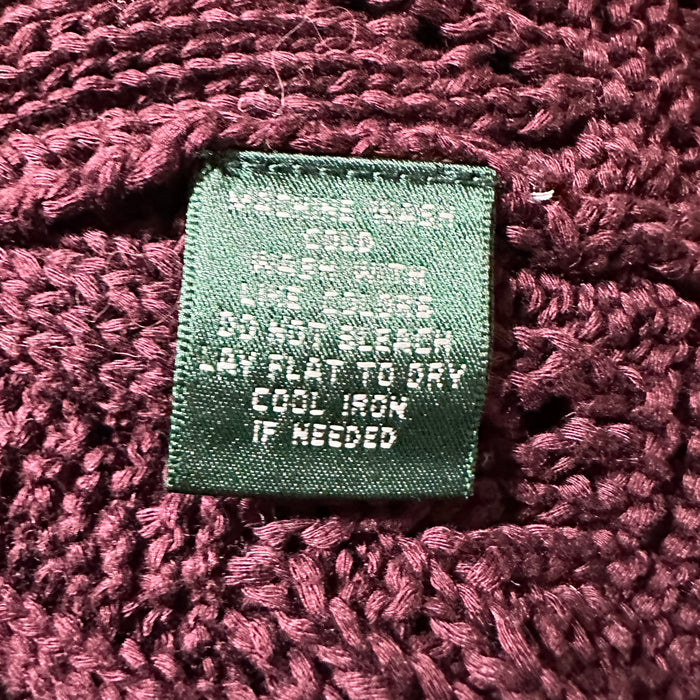 MACHINE WASH
COLD
WASH WITH
LIKE COLORS
DO NOT BLEACH
LAY FLAT TO DRY
COOL IRON
IF NEEDED